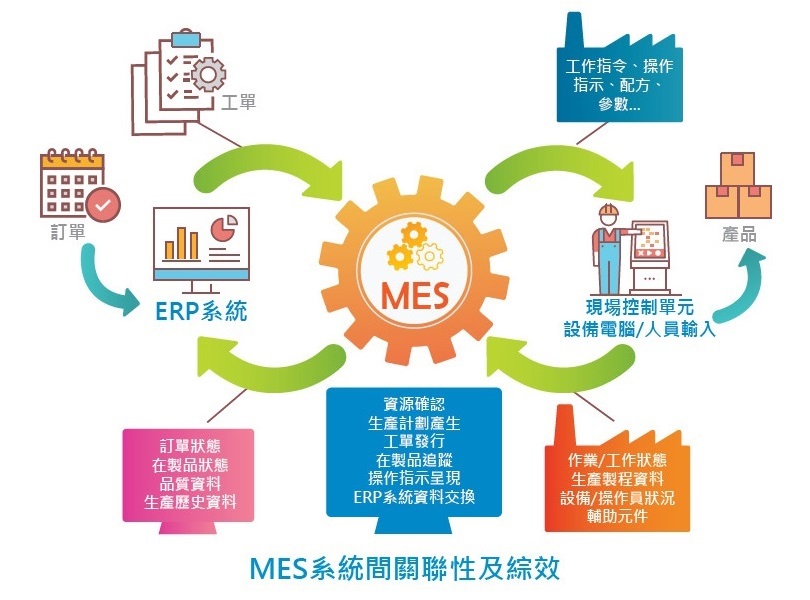 工單
工作指令、操作
指示、配方、
參數...
訂單
產品
ERP系統
MES
現場控制單元
設備電腦/人員輸入
訂單狀態
在製品狀態
品質資料
生產歷史資料
資源確認
生產計劃產生
工單發行
在製品追蹤
操作指示呈現
ERP系統資料交換
作業/工作狀態
生產製程資料
設備/操作員狀況
輔助元件
MES系統間關聯性及綜效